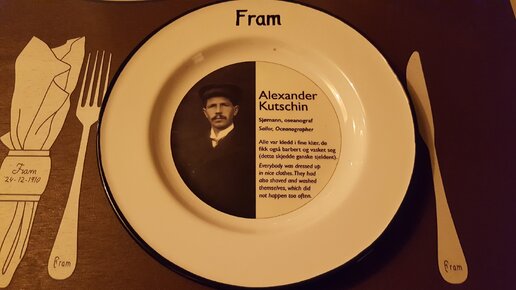 Fram
Alexander
Kutschin
Sjømann, oseanograf
Sailor, Oceanographer
Alle var kledd i fine klær, de
fikk også barbert og vasket seg
(dette skjedde ganske sjeldent).
Everybody was dressed up
in nice clothes. They had
also shaved and washed
themselves, which did
not happen too often.
Fram
24-12-1910
Fram
Fram